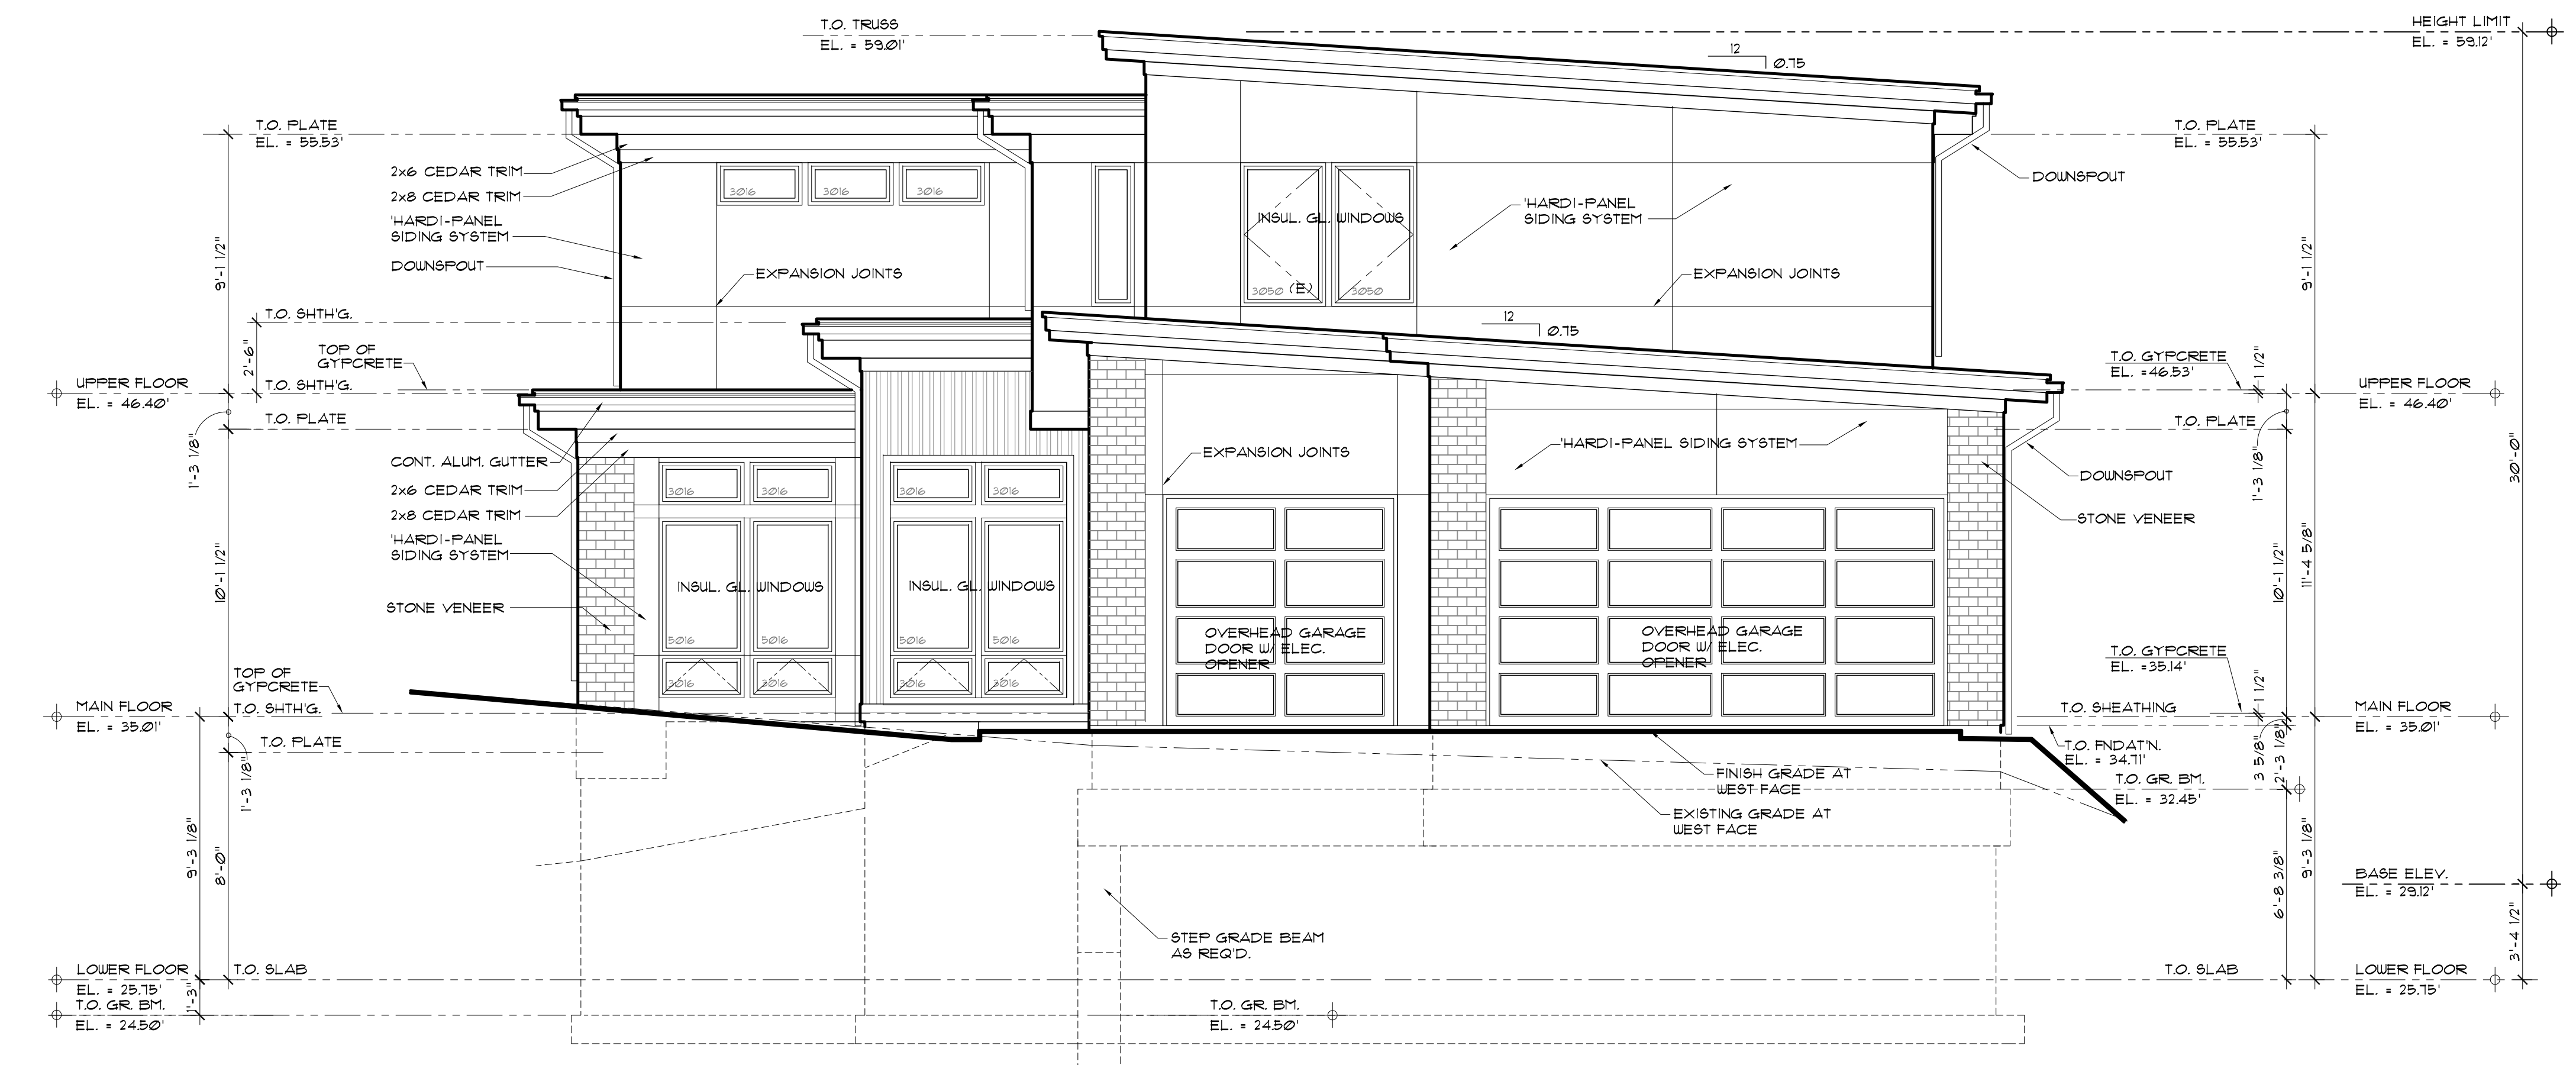 T.O. TRUSS
EL. = 59.01'
HEIGHT LIMIT
EL. = 59.12'
12
0.75
T.O. PLATE
EL. = 55.53'
T.O. PLATE
EL. = 55.53'
2x6 CEDAR TRIM
2x8 CEDAR TRIM
'HARDI-PANEL
SIDING SYSTEM
DOWNSPOUT
3016
3016
3016
EXPANSION JOINTS
INSUL. GL. WINDOWS
3050
(E)
3050
'HARDI-PANEL
SIDING SYSTEM
EXPANSION JOINTS
DOWNSPOUT
9'-1 1/2"
9'-1 1/2"
T.O. SHTH'G.
2'-6"
TOP OF
GYPCRETE
12
0.75
T.O. GYPCRETE
EL. =46.53'
1 1/2"
UPPER FLOOR
EL. = 46.40'
T.O. SHTH'G.
UPPER FLOOR
EL. = 46.40'
T.O. PLATE
T.O. PLATE
1'-3 1/8"
1'-3 1/8"
30'-0"
CONT. ALUM. GUTTER
2x6 CEDAR TRIM
2x8 CEDAR TRIM
'HARDI-PANEL
SIDING SYSTEM
STONE VENEER
3016
3016
3016
3016
EXPANSION JOINTS
'HARDI-PANEL SIDING SYSTEM
DOWNSPOUT
STONE VENEER
10'-1 1/2"
10'-1 1/2"
11'-4 5/8"
INSUL. GL. WINDOWS
INSUL. GL. WINDOWS
5016
5016
5016
5016
OVERHEAD GARAGE
DOOR W/ ELEC.
OPENER
OVERHEAD GARAGE
DOOR W/ ELEC.
OPENER
3016
3016
3016
3016
TOP OF
GYPCRETE
T.O. GYPCRETE
EL. =35.14'
1 1/2"
MAIN FLOOR
EL. = 35.01'
T.O. SHTH'G.
T.O. SHEATHING
MAIN FLOOR
EL. = 35.01'
T.O. PLATE
1'-3 1/8"
T.O. FNDAT'N.
EL. = 34.71'
3 5/8"
2'-3 1/8"
FINISH GRADE AT
WEST FACE
T.O. GR. BM.
EL. = 32.45'
EXISTING GRADE AT
WEST FACE
9'-3 1/8"
8'-0"
6'-8 3/8"
9'-3 1/8"
BASE ELEV.
EL. = 29.12'
3'-4 1/2"
STEP GRADE BEAM
AS REQ'D.
LOWER FLOOR
EL. = 25.75'
T.O. SLAB
T.O. SLAB
LOWER FLOOR
EL. = 25.75'
1'-3"
T.O. GR. BM.
EL. = 24.50'
T.O. GR. BM.
EL. = 24.50'